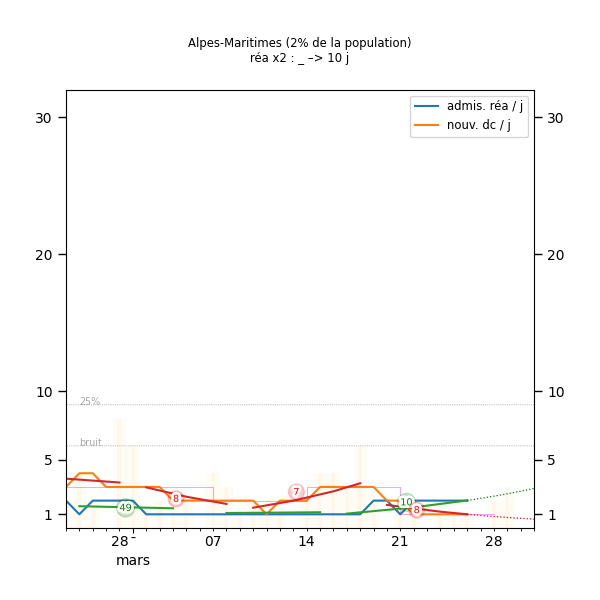 Alpes-Maritimes (2% de la population)
réa x2 : _ –> 10 j
admis. réa / j
nouv. dc / j
30 30
20 20
10 10
25%
bruit
5 5
1 1
-49
8
7
10
8
28 07 14 21 28
mars